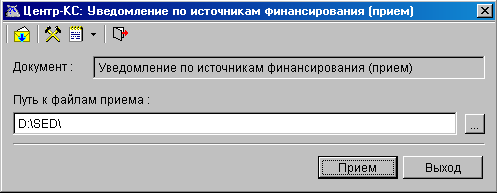 Центр-КС: Уведомление по источникам финансирования (прием)
Документ : Уведомление по источникам финансирования (прием)
Путь к файлам приема :
D:\SED\ ...
Прием Выход